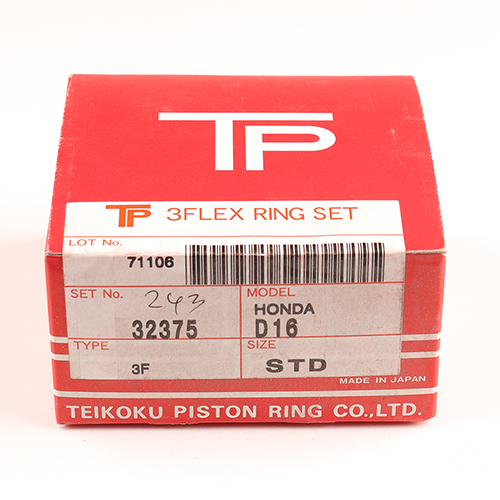 TP
TP 3FLEX RING SET
LOT No.
71106
SET No. 243 MODEL
HONDA
32375 D16
TYPE SIZE
3F STD
MADE IN JAPAN
TEIKOKU PISTON RING CO.,LTD.